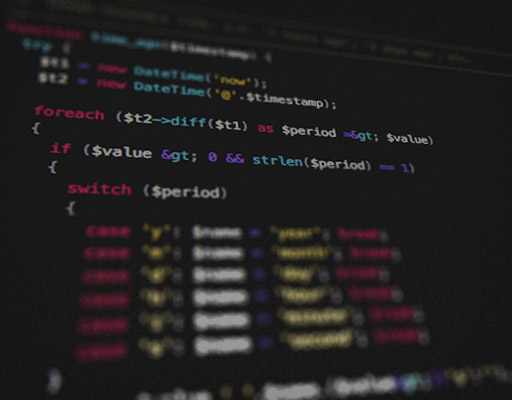 function time_ago($timestamp) {
try {
$t1 = new DateTime('now');
$t2 = new DateTime('@'.$timestamp);
foreach ($t2->diff($t1) as $period =&gt; $value)
{
if ($value &gt; 0 && strlen($period) == 1)
{
switch ($period)
{
case 'y': $name = 'year'; break;
case 'm': $name = 'month'; break;
case 'd': $name = 'day'; break;
case 'h': $name = 'hour'; break;
case 'i': $name = 'minute'; break;
case 's': $name = 'second'; break;
}